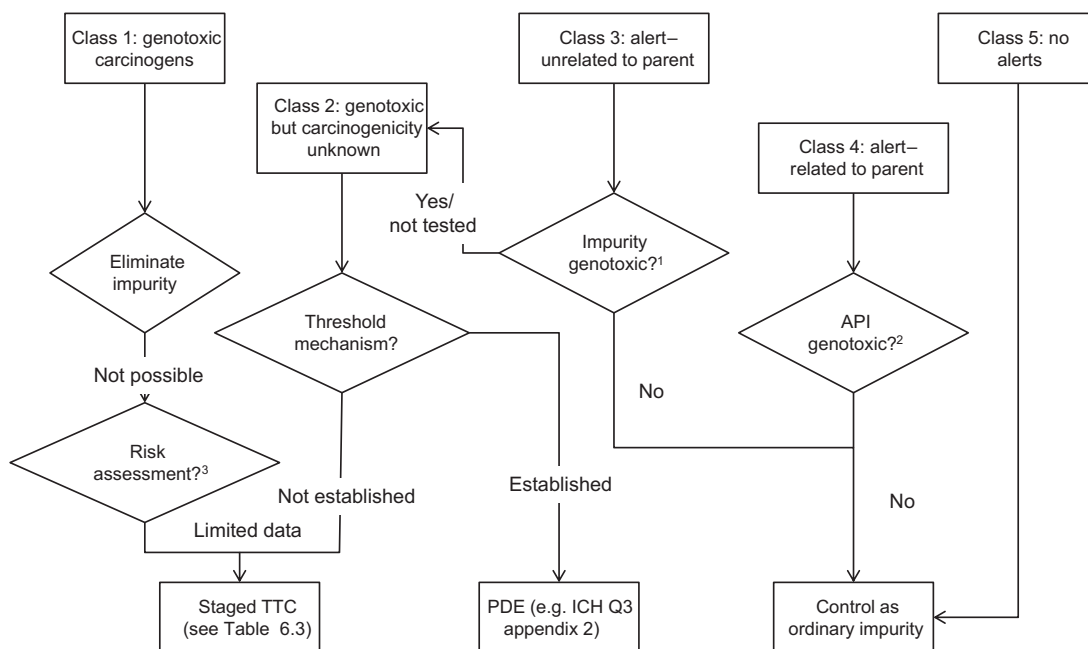 Class 1: genotoxic
carcinogens
Class 3: alert–
unrelated to parent
Class 5: no
alerts
Class 2: genotoxic
but carcinogenicity
unknown
Class 4: alert–
related to parent
Yes/
not tested
Eliminate
impurity
Impurity
genotoxic?¹
Threshold
mechanism?
API
genotoxic?²
Not possible
No
Risk
assessment?³
Not established
Established
Limited data
No
Staged TTC
(see Table 6.3)
PDE (e.g. ICH Q3
appendix 2)
Control as
ordinary impurity